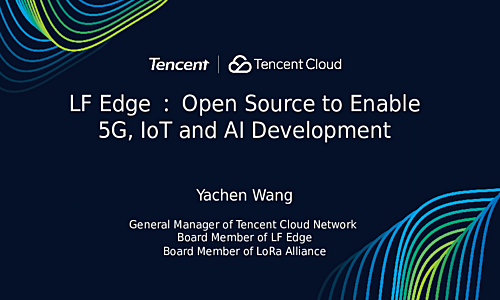 Tencent | Tencent Cloud
LF Edge : Open Source to Enable
5G, IoT and AI Development
Yachen Wang
General Manager of Tencent Cloud Network
Board Member of LF Edge
Board Member of LoRa Alliance